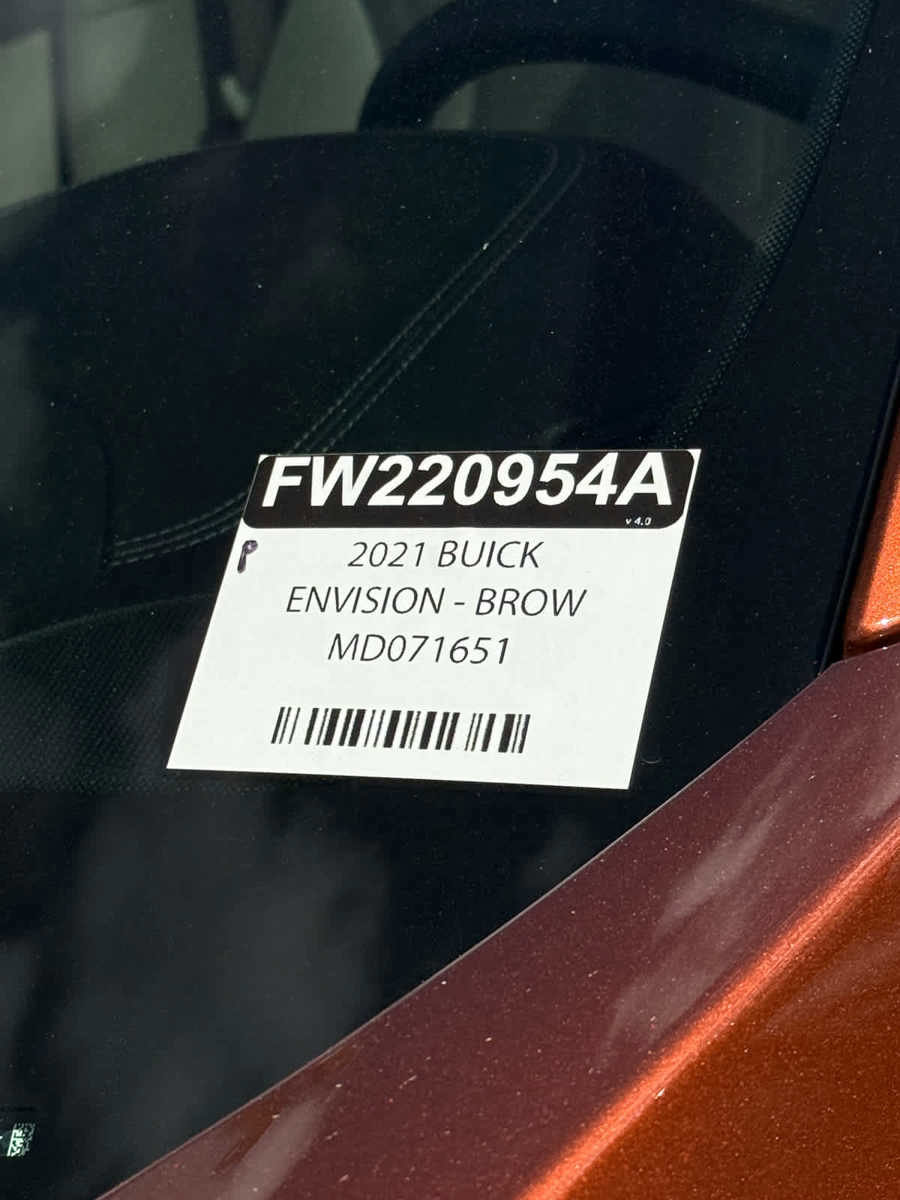 FW220954A
v 4.0
P
2021 BUICK
ENVISION - BROW
MD071651